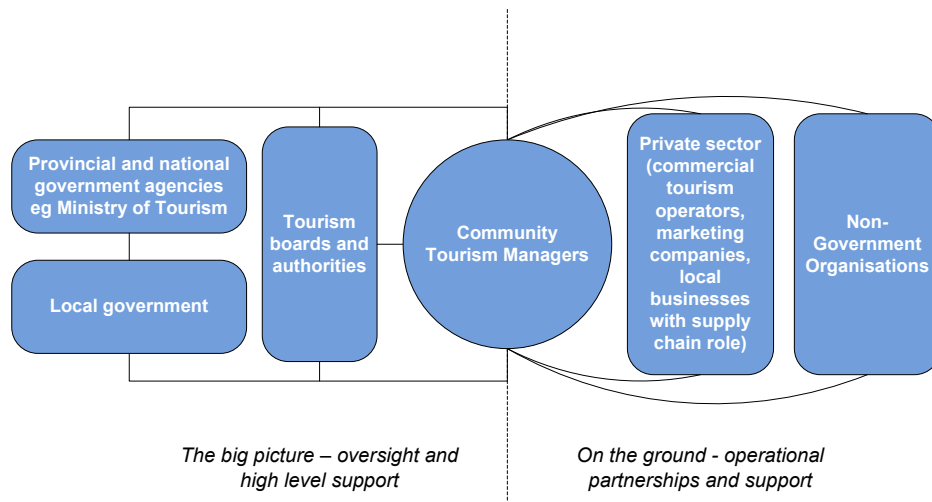 Provincial and national
government agencies
eg Ministry of Tourism
Local government
Tourism
boards and
authorities
Community
Tourism Managers
Private sector
(commercial
tourism
operators,
marketing
companies,
local
businesses
with supply
chain role)
Non-
Government
Organisations
The big picture – oversight and
high level support
On the ground - operational
partnerships and support